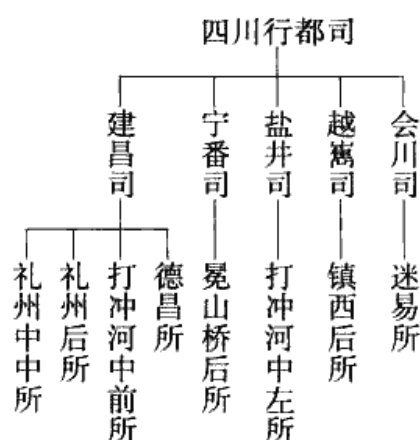 四川行都司
建昌司
宁番司
盐井司
越嶲司
会川司
礼州中中所
礼州后所
打冲河中前所
德昌所
冕山桥后所
打冲河中左所
镇西后所
迷易所